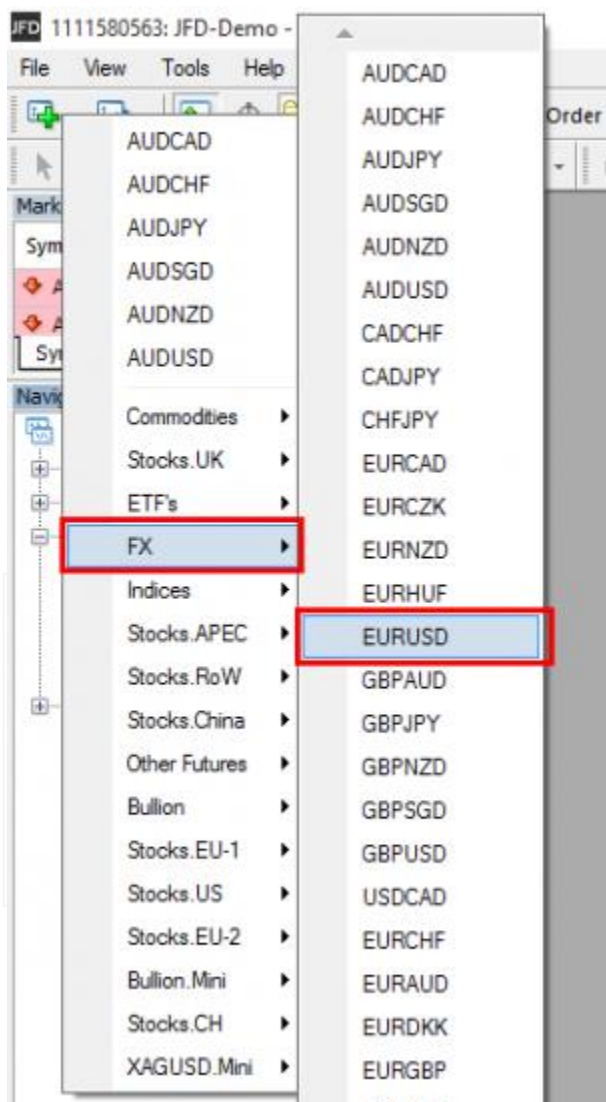 JFD 1111580563: JFD-Demo -
File View Tools Help
Order
Mark
Sym
A
A
Sy
Navig
AUDCAD
AUDCHF
AUDJPY
AUDSGD
AUDNZD
AUDUSD
Commodities
Stocks.UK
ETF's
FX
Indices
Stocks.APEC
Stocks.RoW
Stocks.China
Other Futures
Bullion
Stocks.EU-1
Stocks.US
Stocks.EU-2
Bullion.Mini
Stocks.CH
XAGUSD.Mini
AUDCAD
AUDCHF
AUDJPY
AUDSGD
AUDNZD
AUDUSD
CADCHF
CADJPY
CHFJPY
EURCAD
EURCZK
EURNZD
EURHUF
EURUSD
GBPAUD
GBPJPY
GBPNZD
GBPSGD
GBPUSD
USDCAD
EURCHF
EURAUD
EURDKK
EURGBP